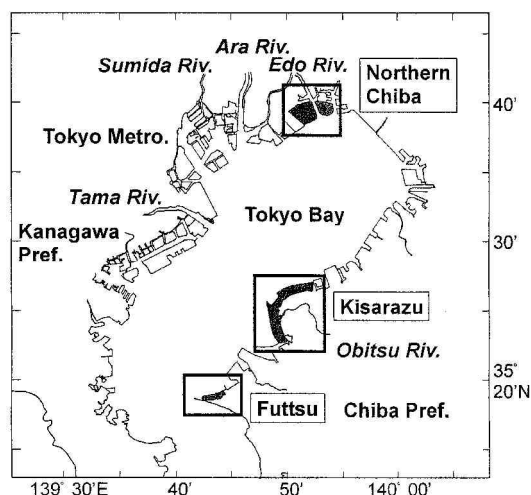 Ara Riv.
Sumida Riv.
Edo Riv.
Northern
Chiba
40'
Tokyo Metro.
Tama Riv.
Tokyo Bay
Kanagawa
Pref.
30'
Kisarazu
Obitsu Riv.
35°
20'N
Futtsu
Chiba Pref.
139° 30'E
40'
50'
140° 00'